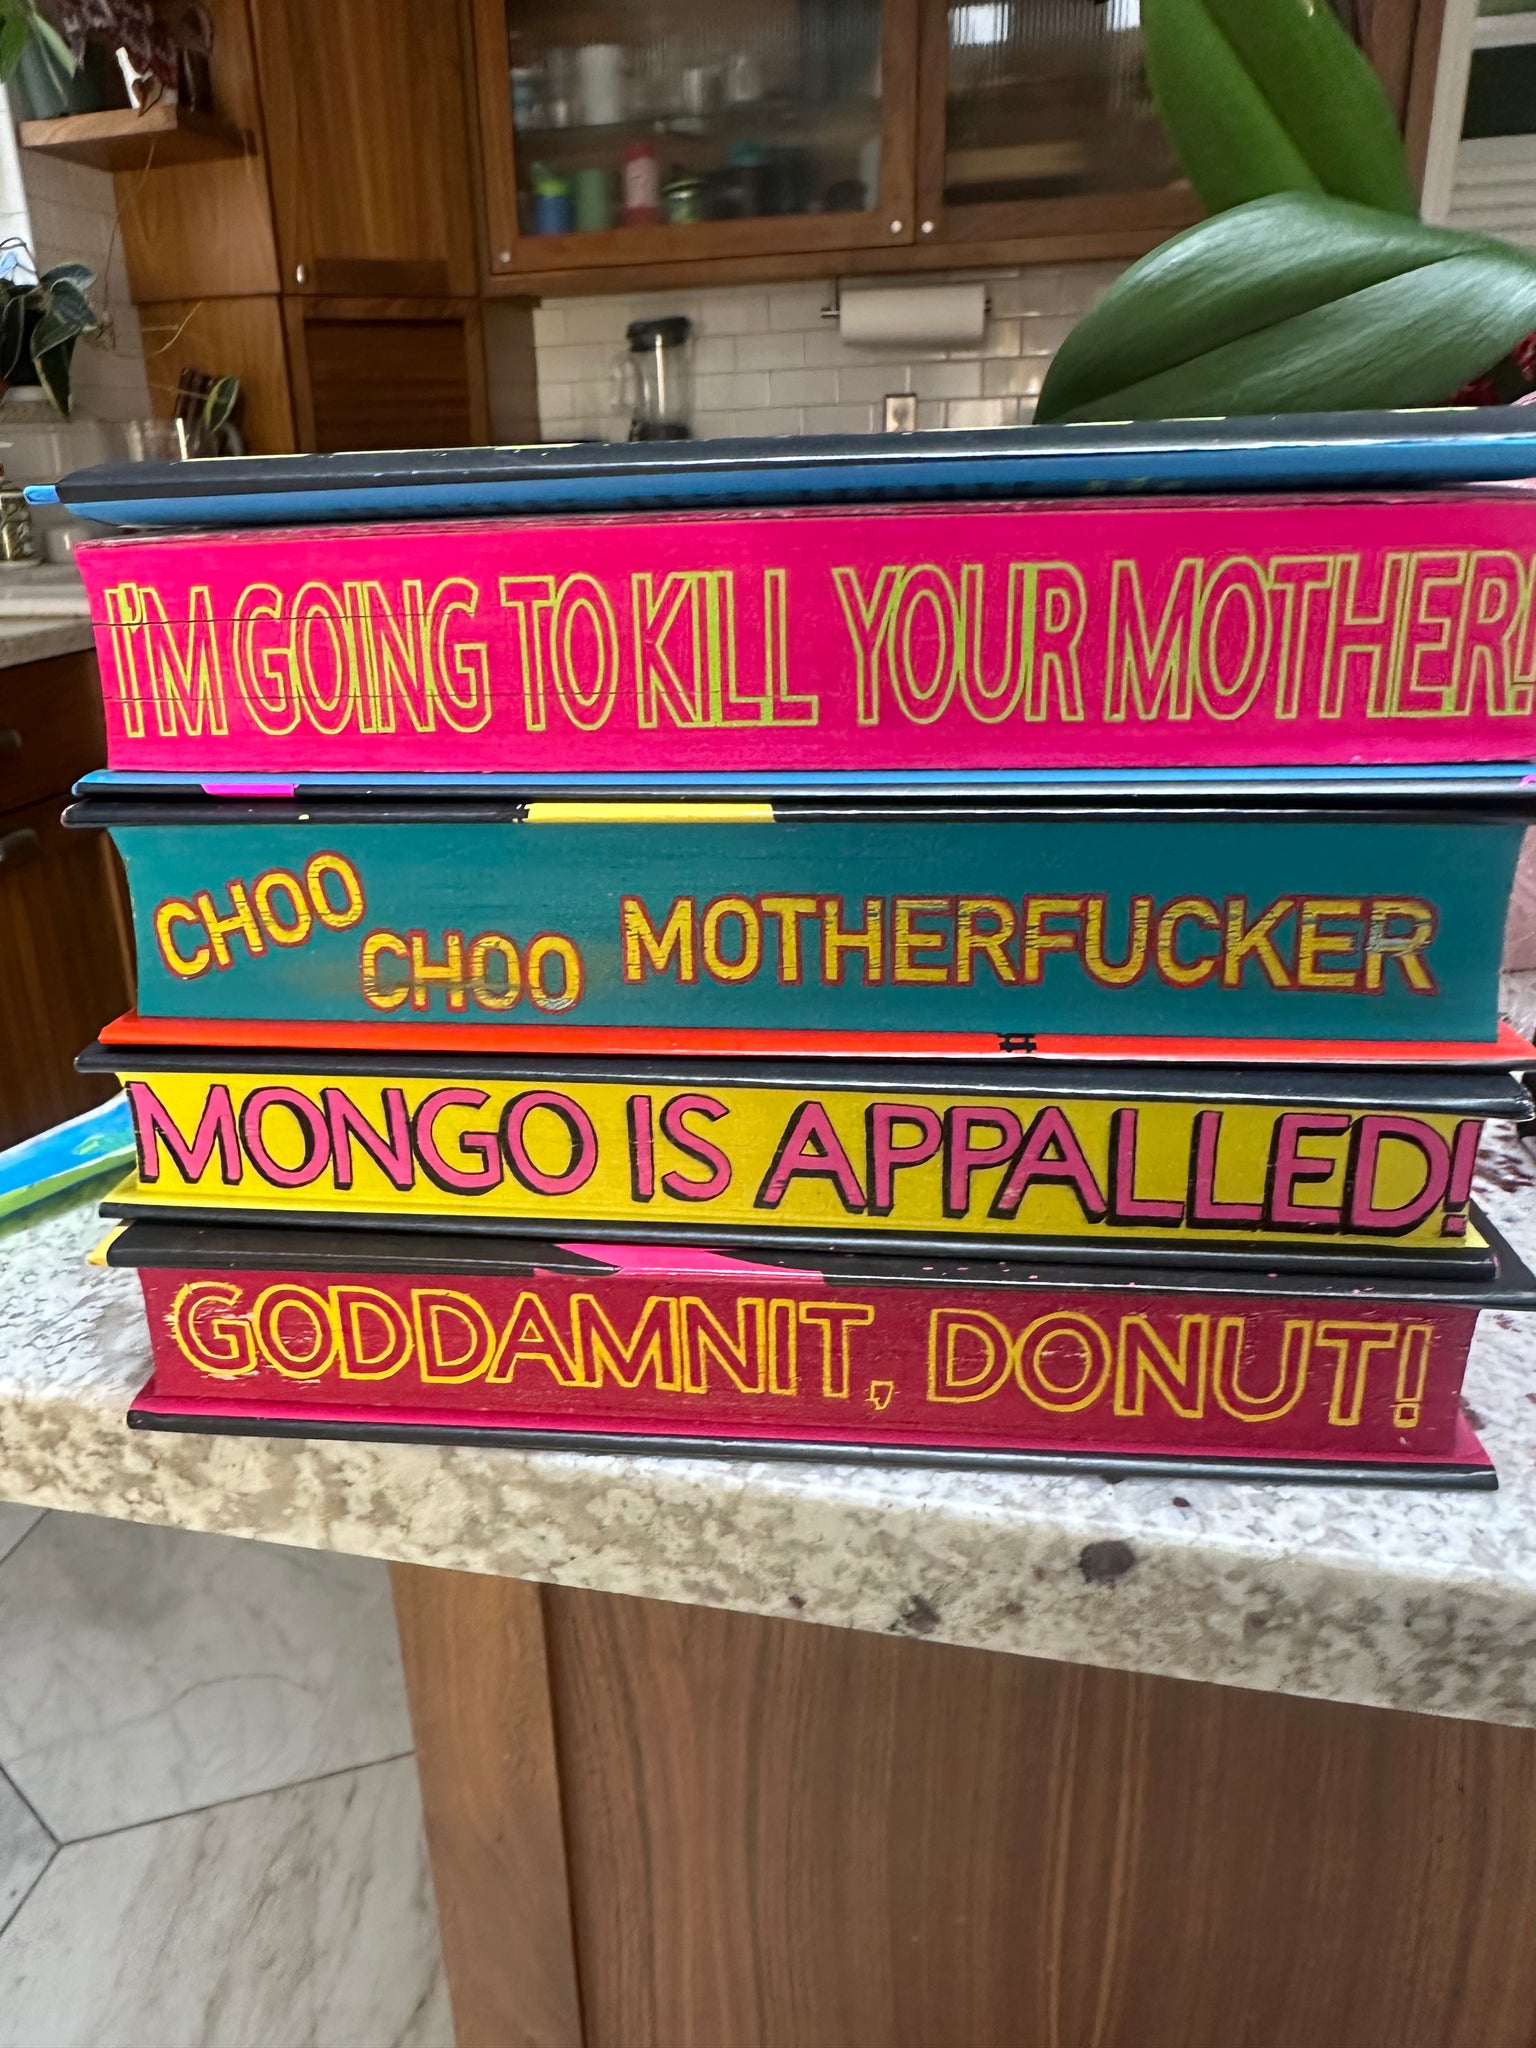 I'M GOING TO KILL YOUR MOTHER!
CHOO CHOO MOTHERFUCKER
MONGO IS APPALLED!
GODDAMNIT, DONUT!